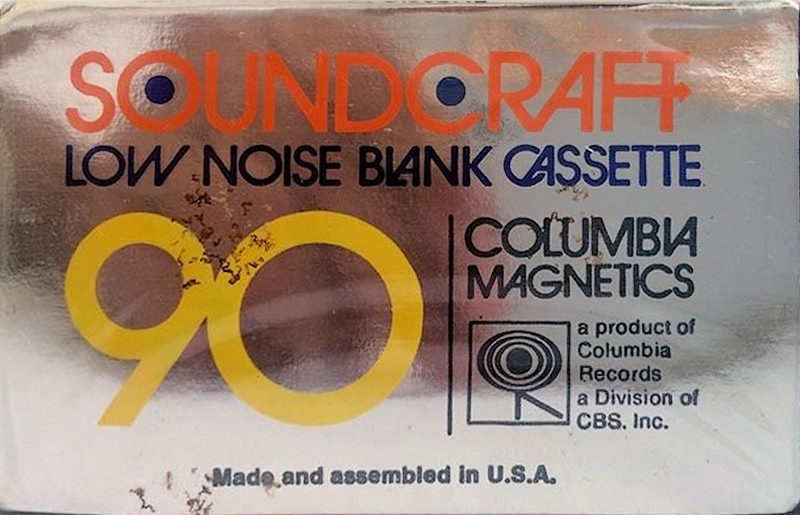 SOUNDCRAFT
LOW NOISE BLANK CASSETTE
90
COLUMBIA
MAGNETICS
a product of
Columbia
Records
a Division of
CBS, Inc.
Made and assembled in U.S.A.